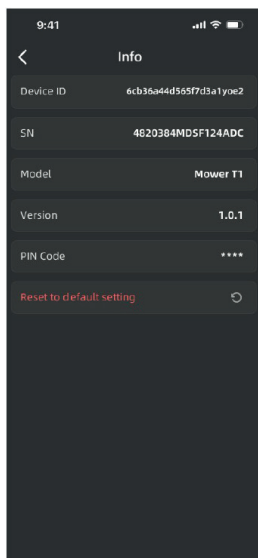 9:41
Info
Device ID 6cb36a44d565f7d3a1yoe2
SN 4820384MDSF124ADC
Model Mower T1
Version 1.0.1
PIN Code ****
Reset to default setting